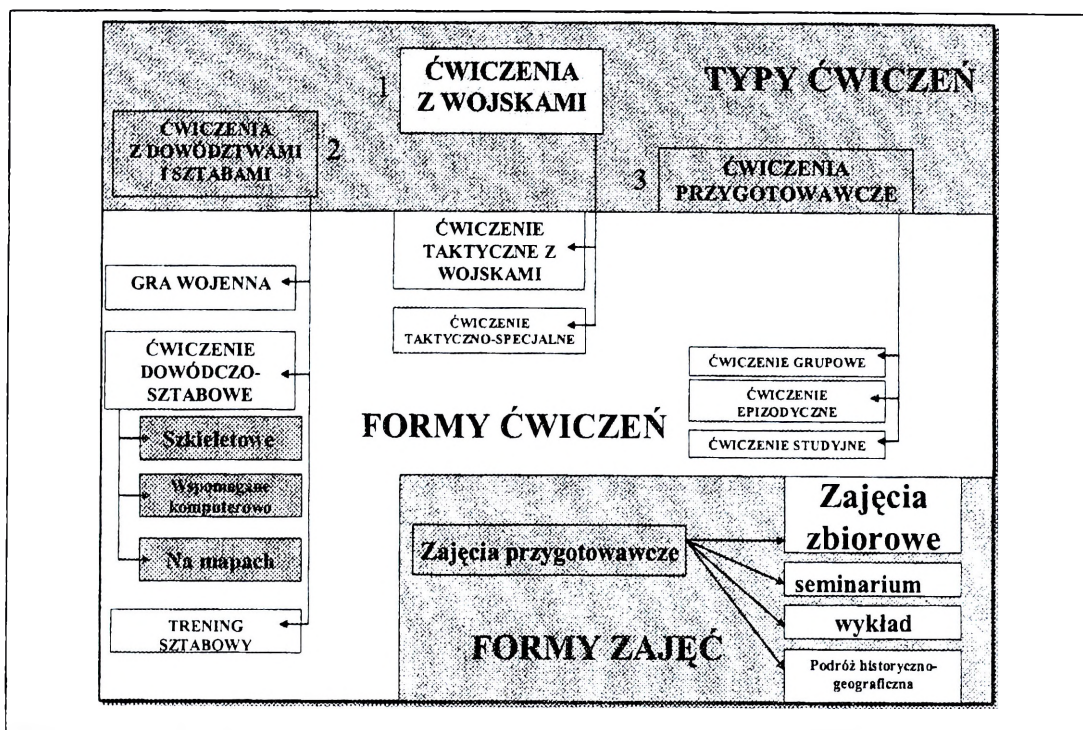 TYPY ĆWICZEŃ
1
ĆWICZENIA
Z WOJSKAMI
ĆWICZENIA
Z DOWÓDZTWAMI
I SZTABAMI
2
3
ĆWICZENIA
PRZYGOTOWAWCZE
GRA WOJENNA
ĆWICZENIE
DOWÓDCZO-
SZTABOWE
Szkieletowe
Wspomagane
komputerowo
Na mapach
TRENING
SZTABOWY
ĆWICZENIE
TAKTYCZNE Z
WOJSKAMI
ĆWICZENIE
TAKTYCZNO-SPECJALNE
ĆWICZENIE GRUPOWE
ĆWICZENIE
EPIZODYCZNE
ĆWICZENIE STUDYJNE
FORMY ĆWICZEŃ
Zajęcia przygotowawcze
Zajęcia
zbiorowe
seminarium
wykład
Podróż historyczno-
geograficzna
FORMY ZAJĘĆ